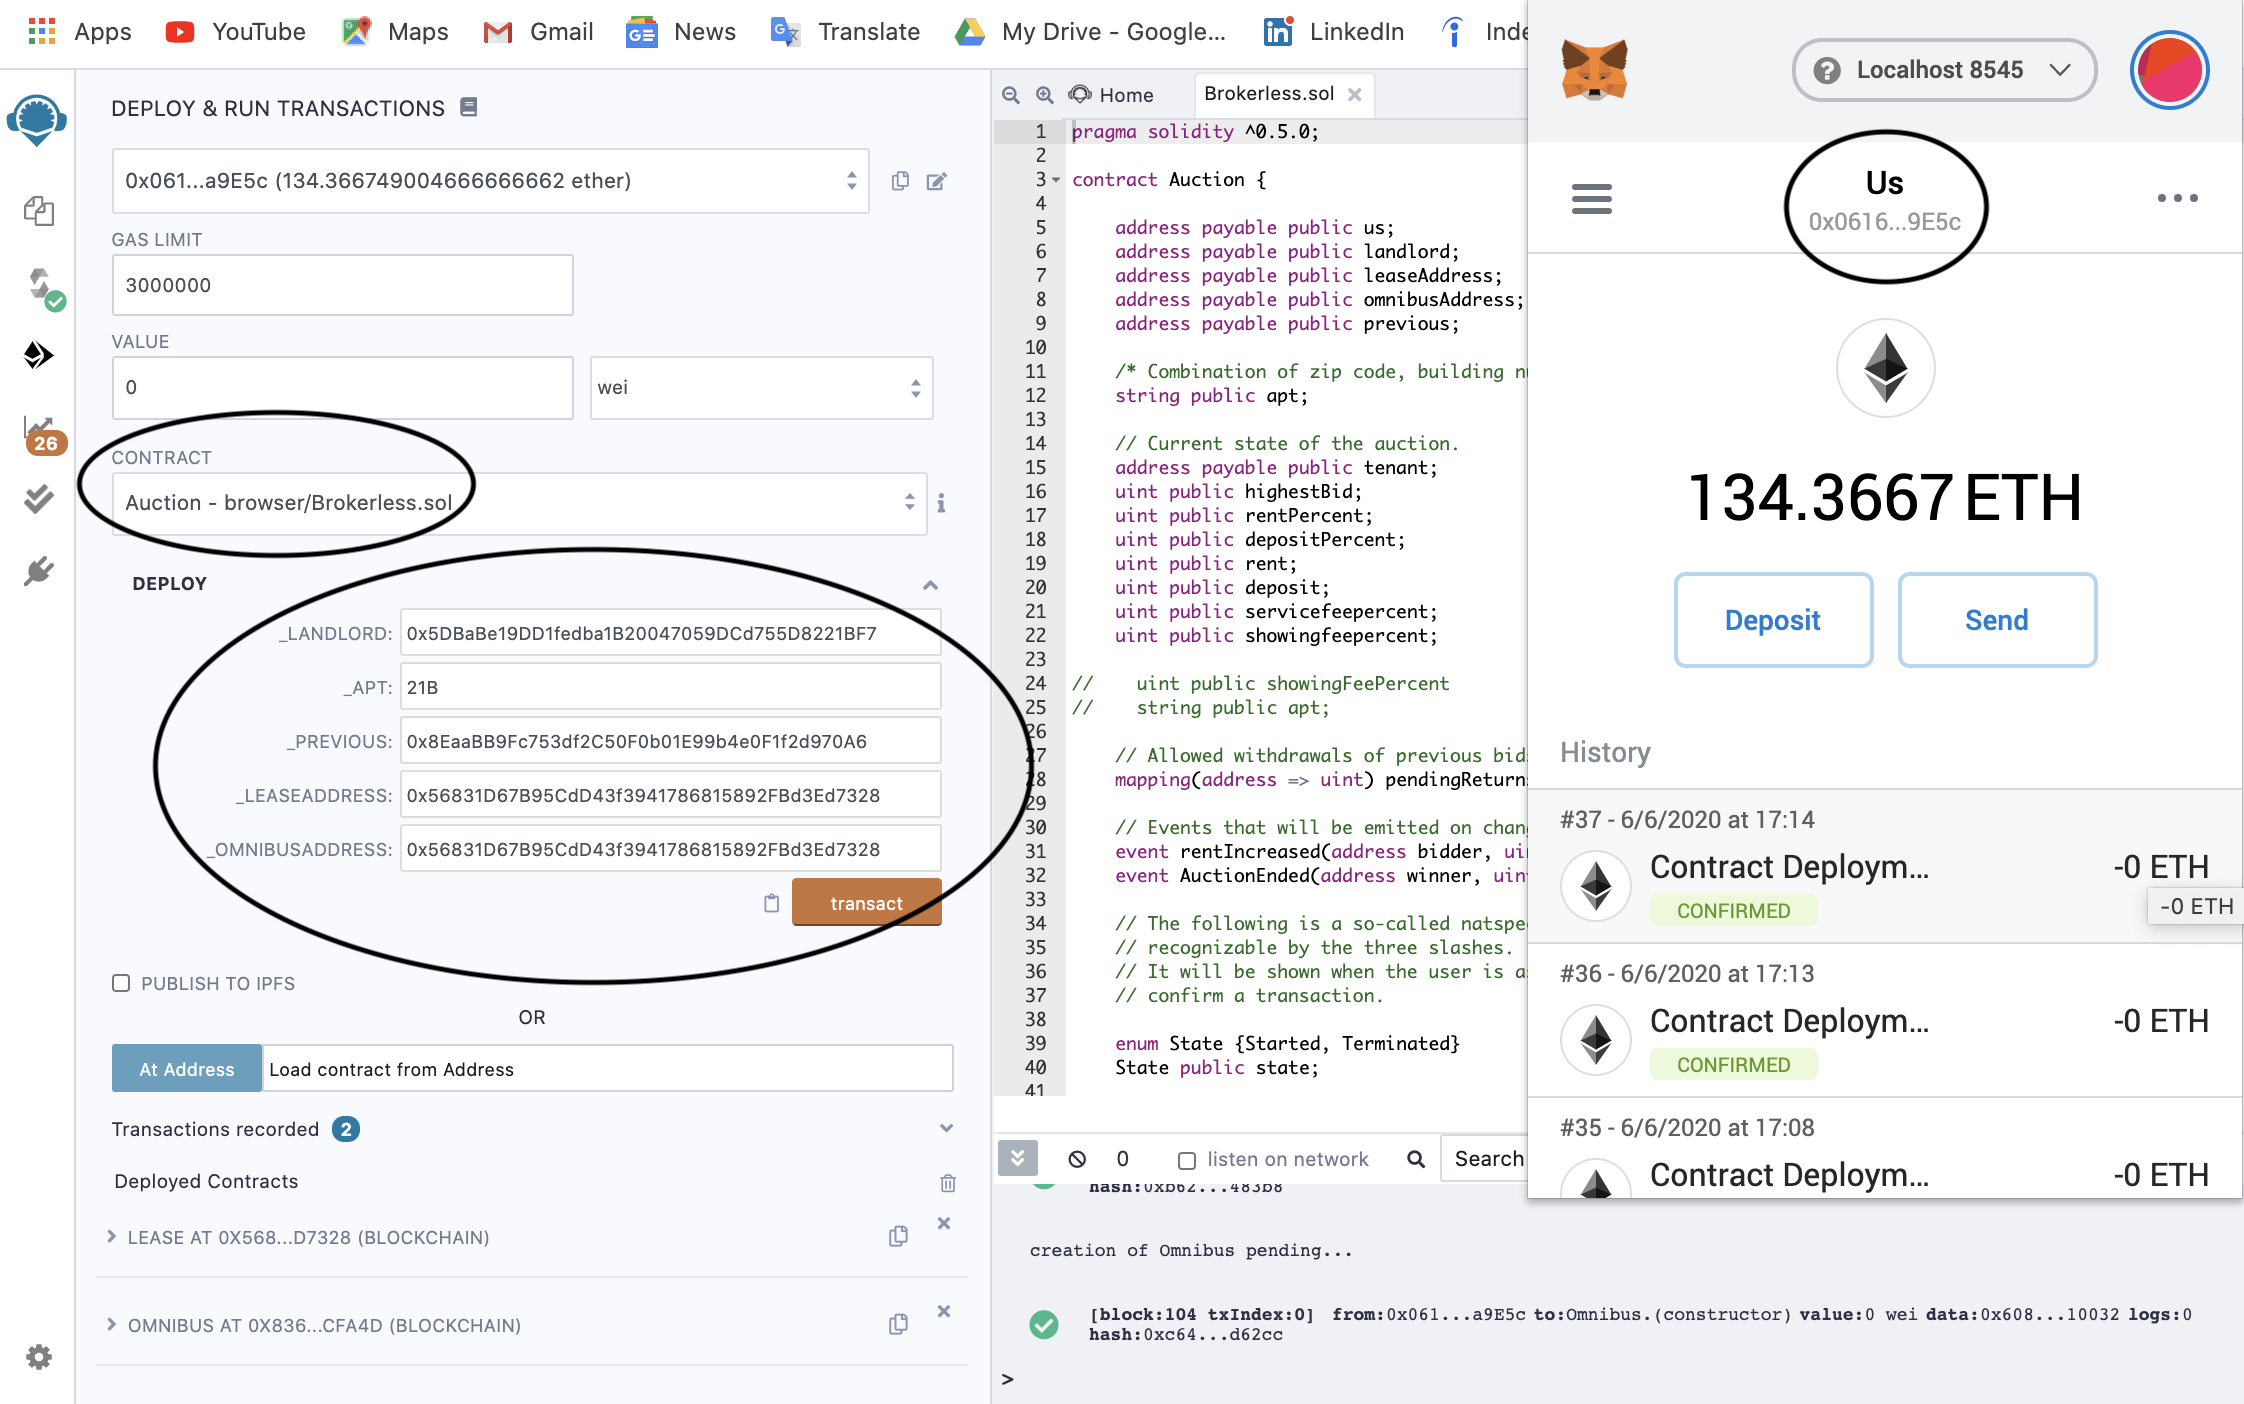 Apps
YouTube
Maps
Gmail
News
Translate
My Drive - Google...
LinkedIn
DEPLOY & RUN TRANSACTIONS
0x061...a9E5c (134.366749004666666662 ether)
GAS LIMIT
3000000
VALUE
0
wei
CONTRACT
Auction - browser/Brokerless.sol
DEPLOY
_LANDLORD: 0x5DBaBe19DD1fedba1B20047059DCd755D8221BF7
_APT: 21B
_PREVIOUS: 0x8EaaBB9Fc753df2C50F0b01E99b4e0F1f2d970A6
_LEASEADDRESS: 0x56831D67B95CdD43f3941786815892FBd3Ed7328
_OMNIBUSADDRESS: 0x56831D67B95CdD43f3941786815892FBd3Ed7328
transact
PUBLISH TO IPFS
OR
At Address
Load contract from Address
Transactions recorded 2
Deployed Contracts
LEASE AT 0X568...D7328 (BLOCKCHAIN)
OMNIBUS AT 0X836...CFA4D (BLOCKCHAIN)
26
Home
Brokerless.sol
1 pragma solidity ^0.5.0;
2
3 contract Auction {
4
5 address payable public us;
6 address payable public landlord;
7 address payable public leaseAddress;
8 address payable public omnibusAddress;
9 address payable public previous;
10
11 /* Combination of zip code, building
12 string public apt;
13
14 // Current state of the auction.
15 address payable public tenant;
16 uint public highestBid;
17 uint public rentPercent;
18 uint public depositPercent;
19 uint public rent;
20 uint public deposit;
21 uint public servicefeepercent;
22 uint public showingfeepercent;
23
24 // uint public showingFeePercent
25 // string public apt;
26
27 // Allowed withdrawals of previous
28 mapping(address => uint) pendingReturns
29
30 // Events that will be emitted on
31 event rentIncreased(address bidder,
32 event AuctionEnded(address winner,
33
34 // The following is a so-called
35 // recognizable by the three slashes.
36 // It will be shown when the user is
37 // confirm a transaction.
38
39 enum State {Started, Terminated}
40 State public state;
41
0
listen on network
Search
hash:0xb62...483b8
creation of Omnibus pending...
[block:104 txIndex:0] from:0x061...a9E5c to:Omnibus.(constructor) value:0 wei data:0x608...10032 logs:0
hash:0xc64...d62cc
>
Localhost 8545
Us
0x0616...9E5c
134.3667 ETH
Deposit
Send
History
#37 - 6/6/2020 at 17:14
Contract Deploym... -0 ETH
CONFIRMED
-0 ETH
#36 - 6/6/2020 at 17:13
Contract Deploym... -0 ETH
CONFIRMED
#35 - 6/6/2020 at 17:08
Contract Deploym... -0 ETH